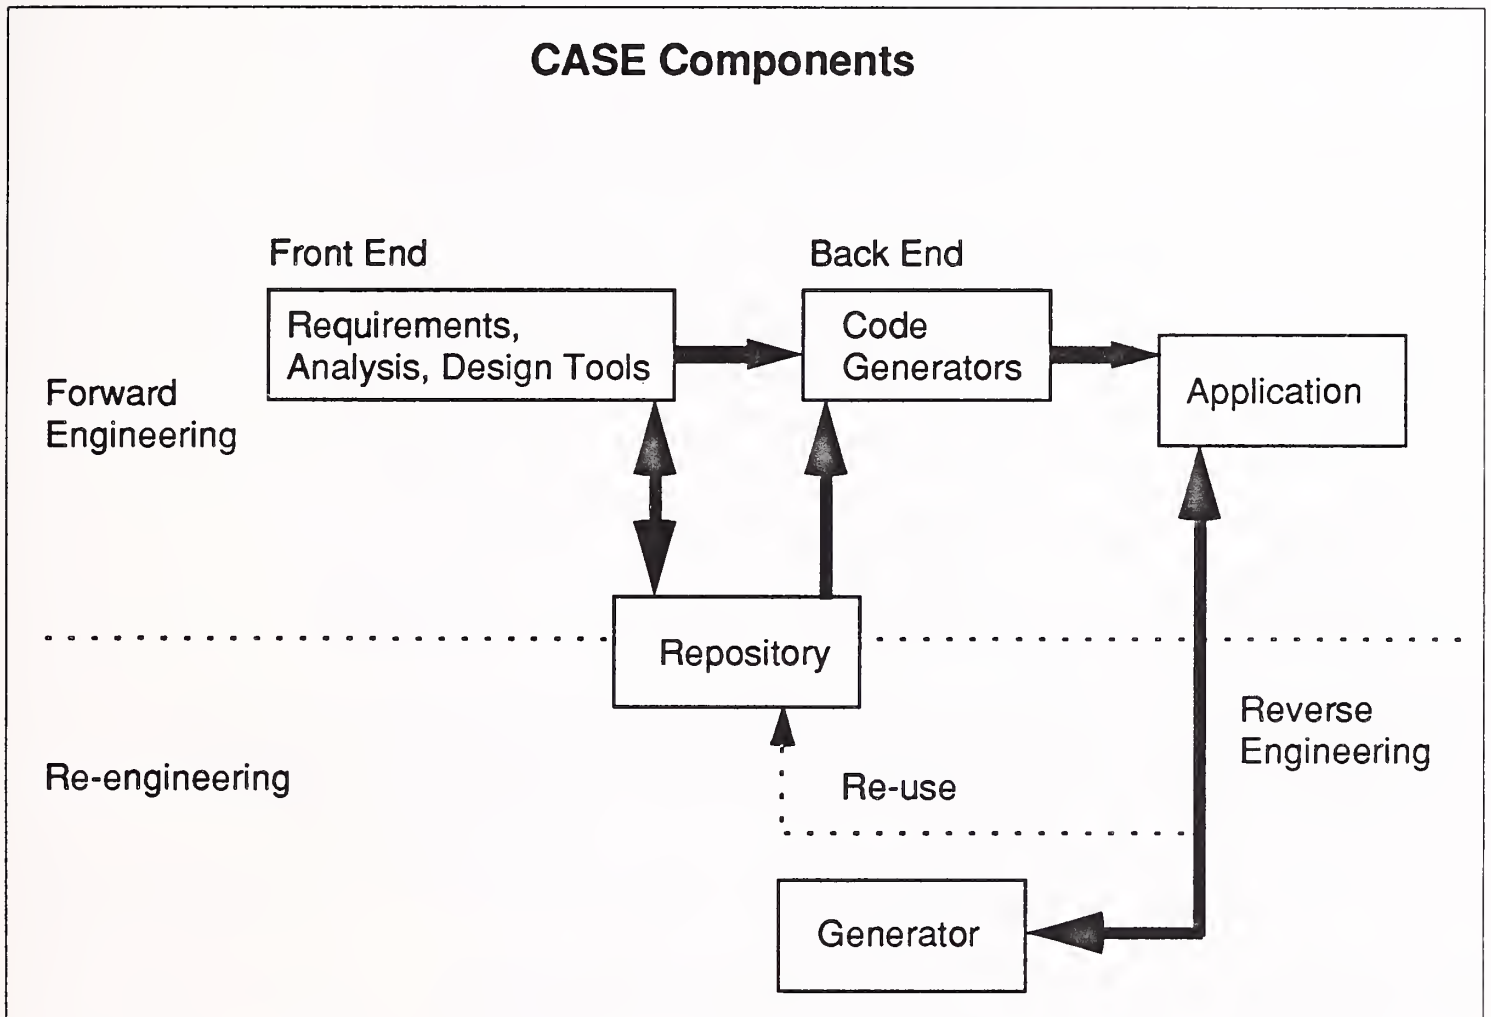 CASE Components
Front End
Back End
Requirements,
Analysis, Design Tools
Code
Generators
Application
Forward
Engineering
Repository
Reverse
Engineering
Re-engineering
Re-use
Generator